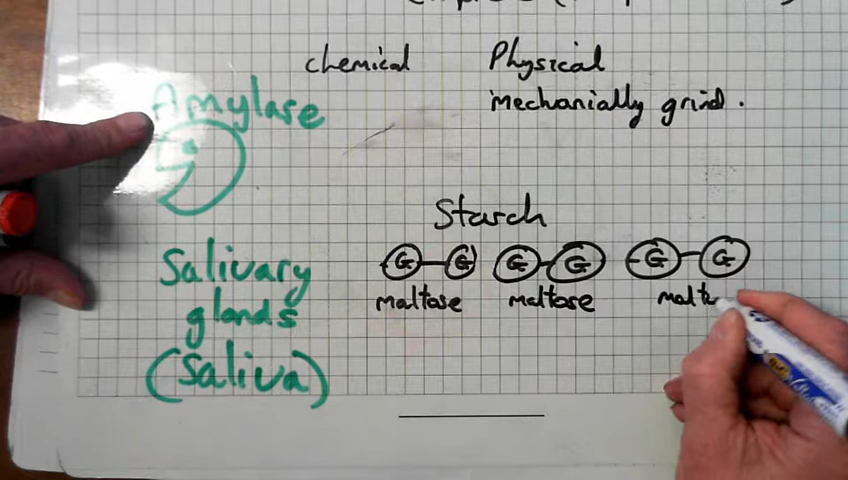 chemical Physical
Amylase mechanially grind.
Starch
G G G G G G
Salivary
glands
(Saliva)
maltose maltose malt